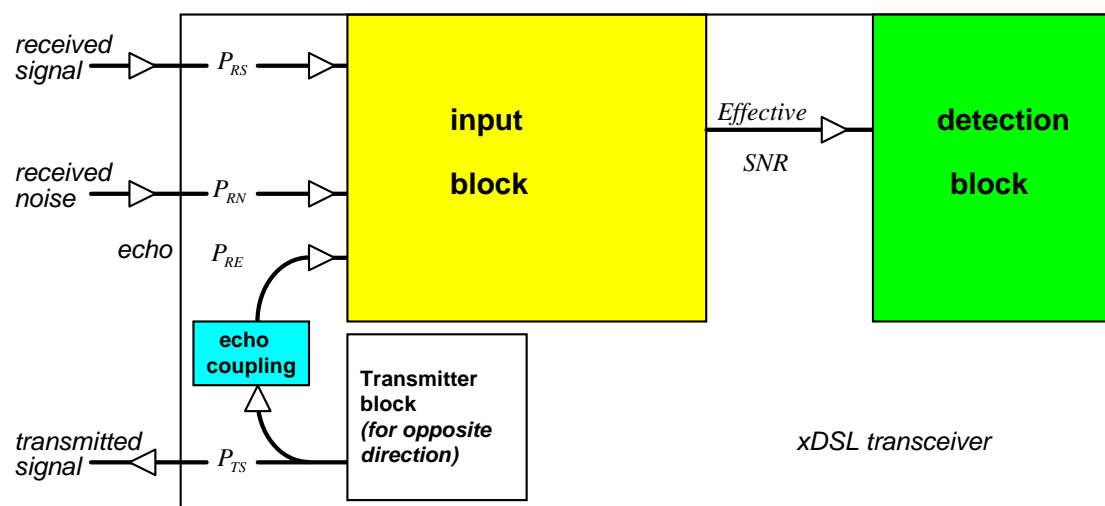 received
signal
P_RS
input
block
Effective
SNR
detection
block
received
noise
P_RN
echo
P_RE
echo
coupling
Transmitter
block
(for opposite
direction)
transmitted
signal
P_TS
xDSL transceiver